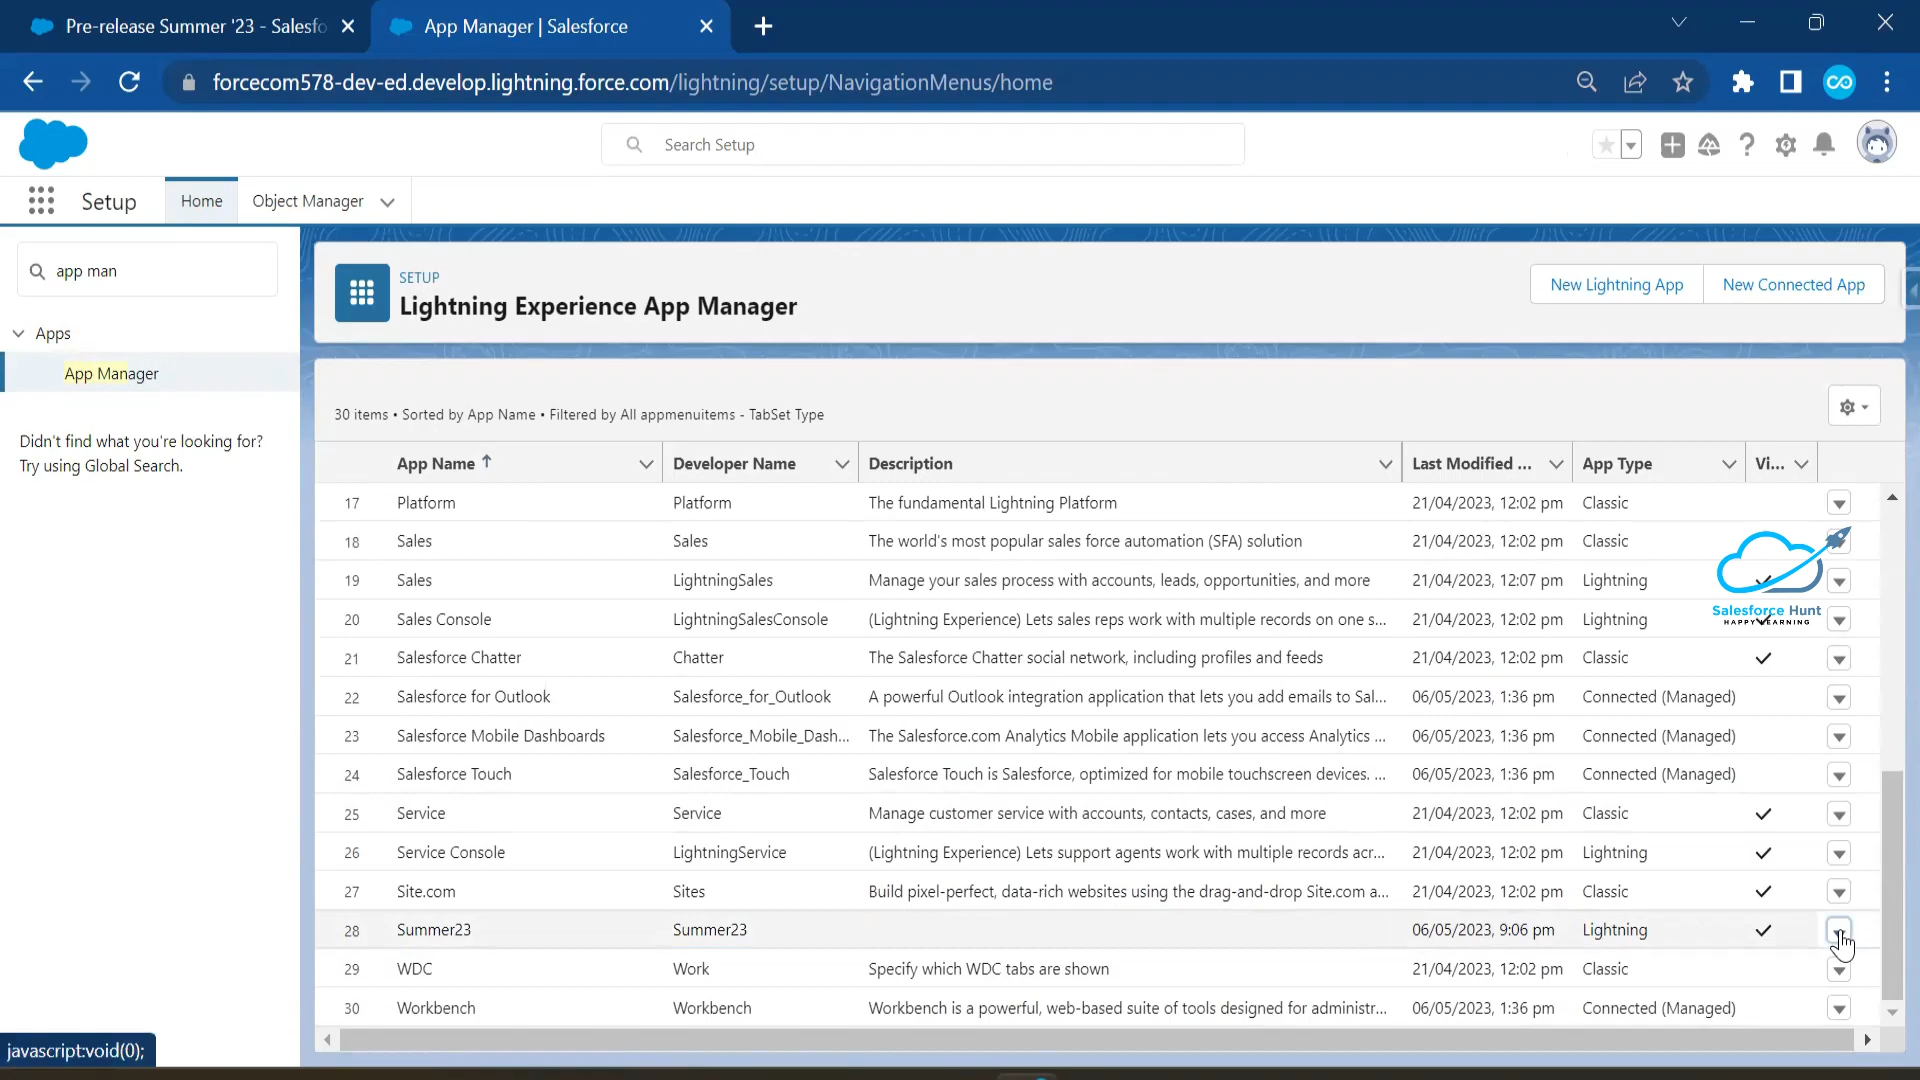 Pre-release Summer '23 - Salesfo
App Manager | Salesforce
forcecom578-dev-ed.develop.lightning.force.com/lightning/setup/NavigationMenus/home
Search Setup
Setup
Home
Object Manager
app man
Apps
App Manager
Didn't find what you're looking for?
Try using Global Search.
SETUP
Lightning Experience App Manager
New Lightning App
New Connected App
30 items • Sorted by App Name • Filtered by All appmenuitems - TabSet Type
App Name Developer Name Description Last Modified ... App Type Vi...
17 Platform Platform The fundamental Lightning Platform 21/04/2023, 12:02 pm Classic
18 Sales Sales The world's most popular sales force automation (SFA) solution 21/04/2023, 12:02 pm Classic
19 Sales LightningSales Manage your sales process with accounts, leads, opportunities, and more 21/04/2023, 12:07 pm Lightning
20 Sales Console LightningSalesConsole (Lightning Experience) Lets sales reps work with multiple records on one s... 21/04/2023, 12:02 pm Lightning
Salesforce Hunt
HAPPY LEARNING
21 Salesforce Chatter Chatter The Salesforce Chatter social network, including profiles and feeds 21/04/2023, 12:02 pm Classic
22 Salesforce for Outlook Salesforce_for_Outlook A powerful Outlook integration application that lets you add emails to Sal... 06/05/2023, 1:36 pm Connected (Managed)
23 Salesforce Mobile Dashboards Salesforce_Mobile_Dash... The Salesforce.com Analytics Mobile application lets you access Analytics ... 06/05/2023, 1:36 pm Connected (Managed)
24 Salesforce Touch Salesforce_Touch Salesforce Touch is Salesforce, optimized for mobile touchscreen devices. ... 06/05/2023, 1:36 pm Connected (Managed)
25 Service Service Manage customer service with accounts, contacts, cases, and more 21/04/2023, 12:02 pm Classic
26 Service Console LightningService (Lightning Experience) Lets support agents work with multiple records acr... 21/04/2023, 12:02 pm Lightning
27 Site.com Sites Build pixel-perfect, data-rich websites using the drag-and-drop Site.com a... 21/04/2023, 12:02 pm Classic
28 Summer23 Summer23 06/05/2023, 9:06 pm Lightning
29 WDC Work Specify which WDC tabs are shown 21/04/2023, 12:02 pm Classic
30 Workbench Workbench Workbench is a powerful, web-based suite of tools designed for administr... 06/05/2023, 1:36 pm Connected (Managed)
javascript:void(0);